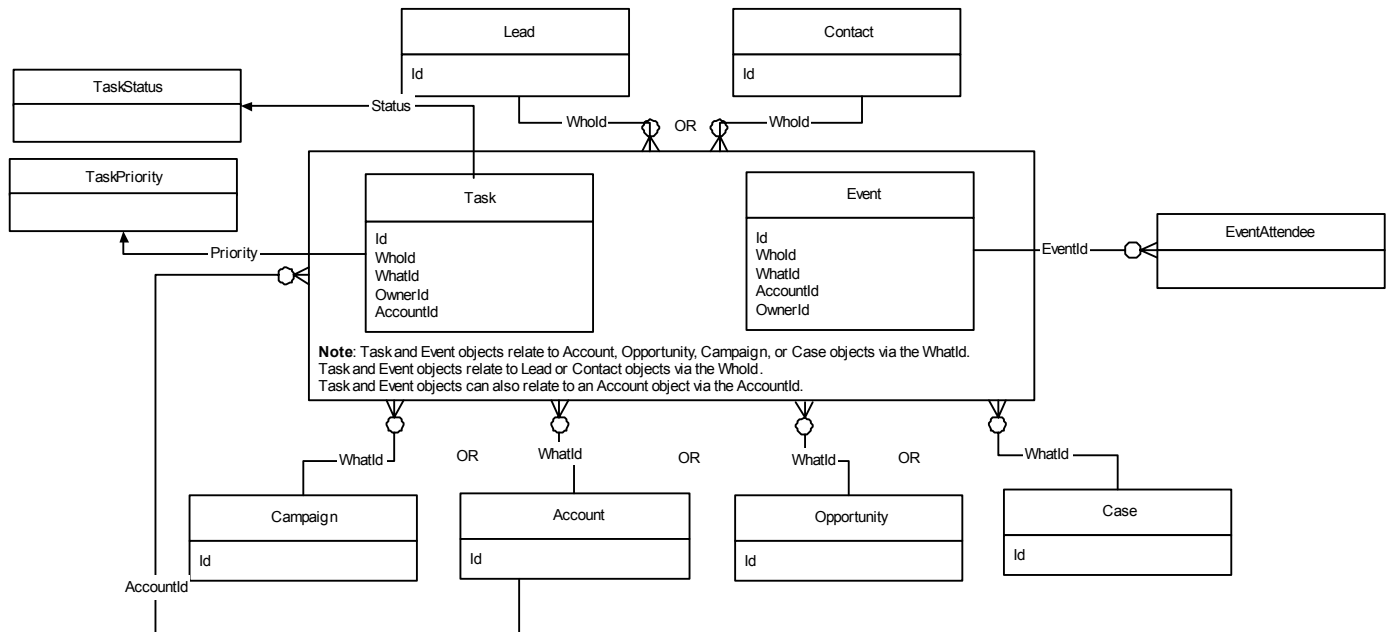 Lead
Contact
Id
Id
TaskStatus
Status
WhoId
OR
WhoId
TaskPriority
Task
Event
Id
WhoId
WhatId
OwnerId
AccountId
Id
WhoId
WhatId
AccountId
OwnerId
EventId
EventAttendee
Priority
Note: Task and Event objects relate to Account, Opportunity, Campaign, or Case objects via the WhatId.
Task and Event objects relate to Lead or Contact objects via the WhoId.
Task and Event objects can also relate to an Account object via the AccountId.
WhatId
OR
WhatId
OR
WhatId
OR
WhatId
Campaign
Account
Opportunity
Case
Id
Id
Id
Id
AccountId